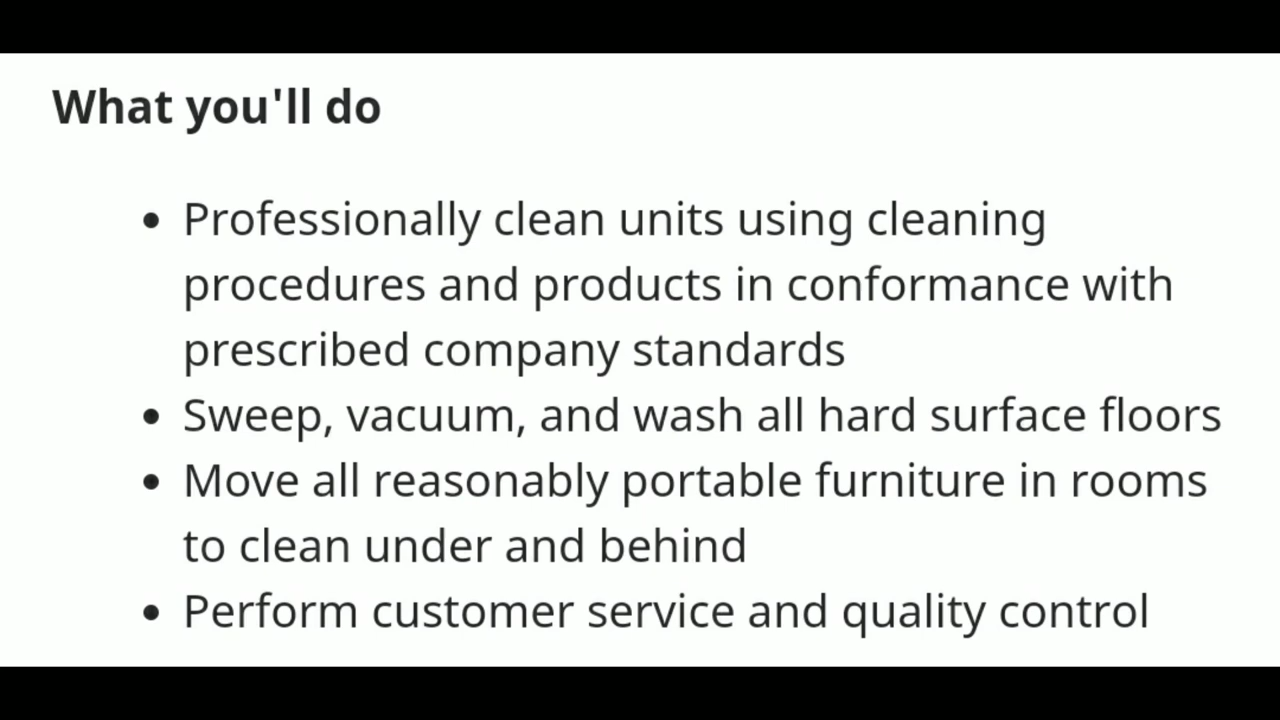 What you'll do
• Professionally clean units using cleaning
procedures and products in conformance with
prescribed company standards
• Sweep, vacuum, and wash all hard surface floors
• Move all reasonably portable furniture in rooms
to clean under and behind
• Perform customer service and quality control